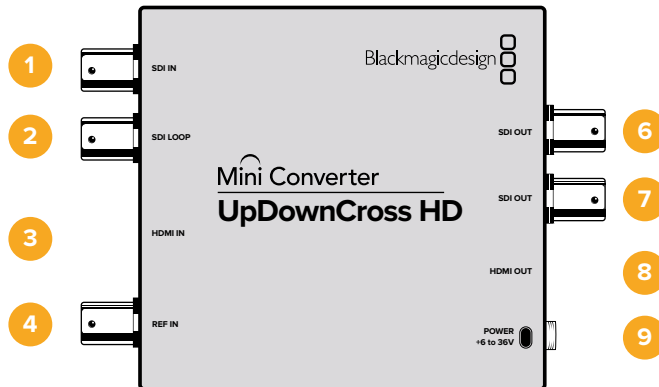 1
SDI IN
2
SDI LOOP
3
HDMI IN
4
REF IN
Blackmagicdesign
Mini Converter
UpDownCross HD
SDI OUT
6
SDI OUT
7
HDMI OUT
8
POWER
+6 to 36V
9